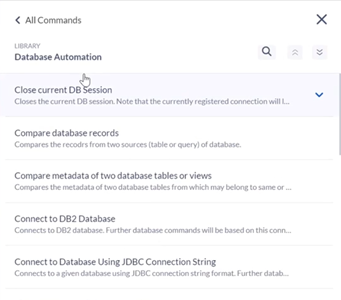 All Commands
LIBRARY
Database Automation
Close current DB Session
Closes the current DB session. Note that the currently registered connection will l...
Compare database records
Compares the recodrs from two sources (table or query) of database.
Compare metadata of two database tables or views
Compares the metadata of two database tables from which may belong to same or ...
Connect to DB2 Database
Connects to DB2 database. Further database commands will be based on this conn...
Connect to Database Using JDBC Connection String
Connects to a given database using JDBC connection string format. Further datab...